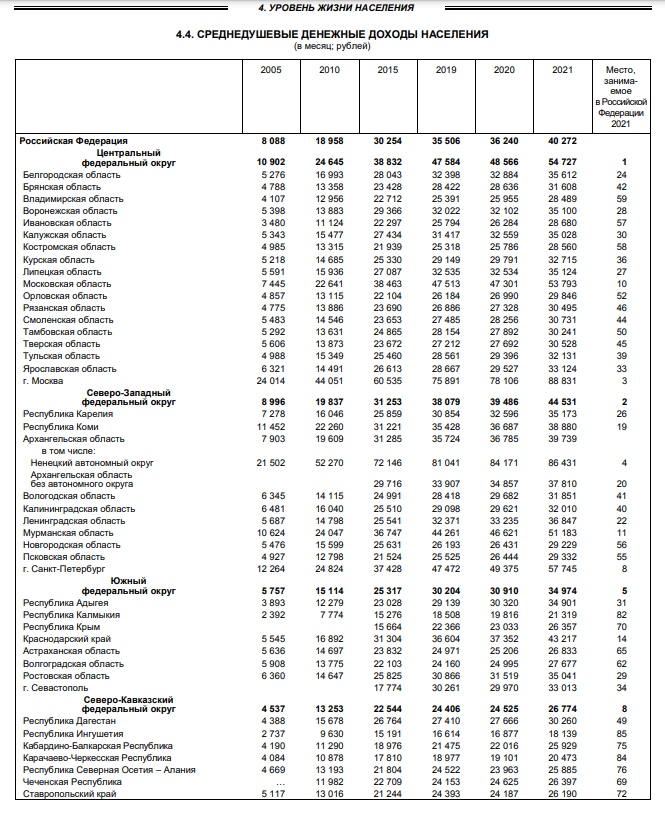 4. УРОВЕНЬ ЖИЗНИ НАСЕЛЕНИЯ
4.4. СРЕДНЕДУШЕВЫЕ ДЕНЕЖНЫЕ ДОХОДЫ НАСЕЛЕНИЯ
(в месяц; рублей)
2005 2010 2015 2019 2020 2021 Место,
занима-
емое
в Российской
Федерации
2021
Российская Федерация 8 088 18 958 30 254 35 506 36 240 40 272
Центральный
федеральный округ 10 902 24 645 38 832 47 584 48 566 54 727 1
Белгородская область 5 276 16 993 28 043 32 398 32 884 35 612 24
Брянская область 4 788 13 358 23 428 28 422 28 636 31 608 42
Владимирская область 4 107 12 956 22 712 25 391 25 955 28 489 59
Воронежская область 5 398 13 883 29 366 32 022 32 102 35 100 28
Ивановская область 3 480 11 124 22 297 25 794 26 284 28 680 57
Калужская область 5 343 15 477 27 434 31 417 32 559 35 028 30
Костромская область 4 985 13 315 21 939 25 318 25 786 28 560 58
Курская область 5 218 14 685 25 330 29 149 29 791 32 715 36
Липецкая область 5 591 15 936 27 087 32 535 32 534 35 124 27
Московская область 7 445 22 641 38 463 47 513 47 301 53 793 10
Орловская область 4 857 13 115 22 104 26 184 26 990 29 846 52
Рязанская область 4 775 13 886 23 690 26 886 27 328 30 495 46
Смоленская область 5 483 14 546 23 653 27 485 28 256 30 731 44
Тамбовская область 5 292 13 631 24 865 28 154 27 892 30 241 50
Тверская область 5 606 13 873 23 672 27 212 27 692 30 528 45
Тульская область 4 988 15 349 25 460 28 561 29 396 32 131 39
Ярославская область 6 321 14 491 26 613 28 667 29 527 33 124 33
г. Москва 24 014 44 051 60 535 75 891 78 106 88 831 3
Северо-Западный
федеральный округ 8 996 19 837 31 253 38 079 39 486 44 531 2
Республика Карелия 7 278 16 046 25 859 30 854 32 596 35 173 26
Республика Коми 11 452 22 260 31 221 35 428 36 687 38 880 19
Архангельская область 7 903 19 609 31 285 35 724 36 785 39 739
в том числе:
Ненецкий автономный округ 21 502 52 270 72 146 81 041 84 171 86 431 4
Архангельская область
без автономного округа 29 716 33 907 34 857 37 810 20
Вологодская область 6 345 14 115 24 991 28 418 29 682 31 851 41
Калининградская область 6 481 16 040 25 510 29 098 29 621 32 010 40
Ленинградская область 5 687 14 798 25 541 32 371 33 235 36 847 22
Мурманская область 10 624 24 047 36 747 44 261 46 621 51 183 11
Новгородская область 5 476 15 599 25 631 26 193 26 431 29 229 56
Псковская область 4 927 12 798 21 524 25 525 26 444 29 332 55
г. Санкт-Петербург 12 264 24 824 37 428 47 472 49 375 57 745 8
Южный
федеральный округ 5 757 15 114 25 317 30 204 30 910 34 974 5
Республика Адыгея 3 893 12 279 23 028 29 139 30 320 34 901 31
Республика Калмыкия 2 392 7 774 15 276 18 508 19 816 21 319 82
Республика Крым 15 664 22 366 23 033 26 357 70
Краснодарский край 5 545 16 892 31 304 36 604 37 352 43 217 14
Астраханская область 5 636 14 697 23 832 24 971 25 206 26 833 65
Волгоградская область 5 908 13 775 22 103 24 160 24 995 27 677 62
Ростовская область 6 360 14 647 25 825 30 866 31 519 35 041 29
г. Севастополь 17 774 30 261 29 970 33 013 34
Северо-Кавказский
федеральный округ 4 537 13 253 22 544 24 406 24 525 26 774 8
Республика Дагестан 4 388 15 678 26 764 27 410 27 666 30 260 49
Республика Ингушетия 2 737 9 630 15 191 16 614 16 877 18 139 85
Кабардино-Балкарская Республика 4 190 11 290 18 976 21 475 22 016 25 929 75
Карачаево-Черкесская Республика 4 084 10 878 17 810 18 977 19 101 20 473 84
Республика Северная Осетия – Алания 4 669 13 193 21 804 24 522 23 963 25 885 76
Чеченская Республика ... 11 982 22 709 24 153 24 625 26 397 69
Ставропольский край 5 117 13 016 21 244 24 393 24 187 26 190 72